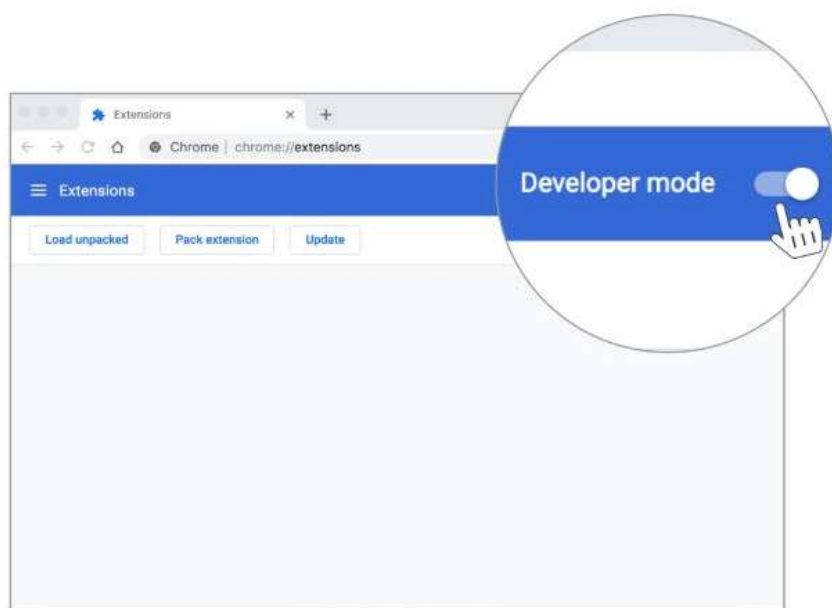 Extensions
Chrome | chrome://extensions
Extensions
Developer mode
Load unpacked Pack extension Update